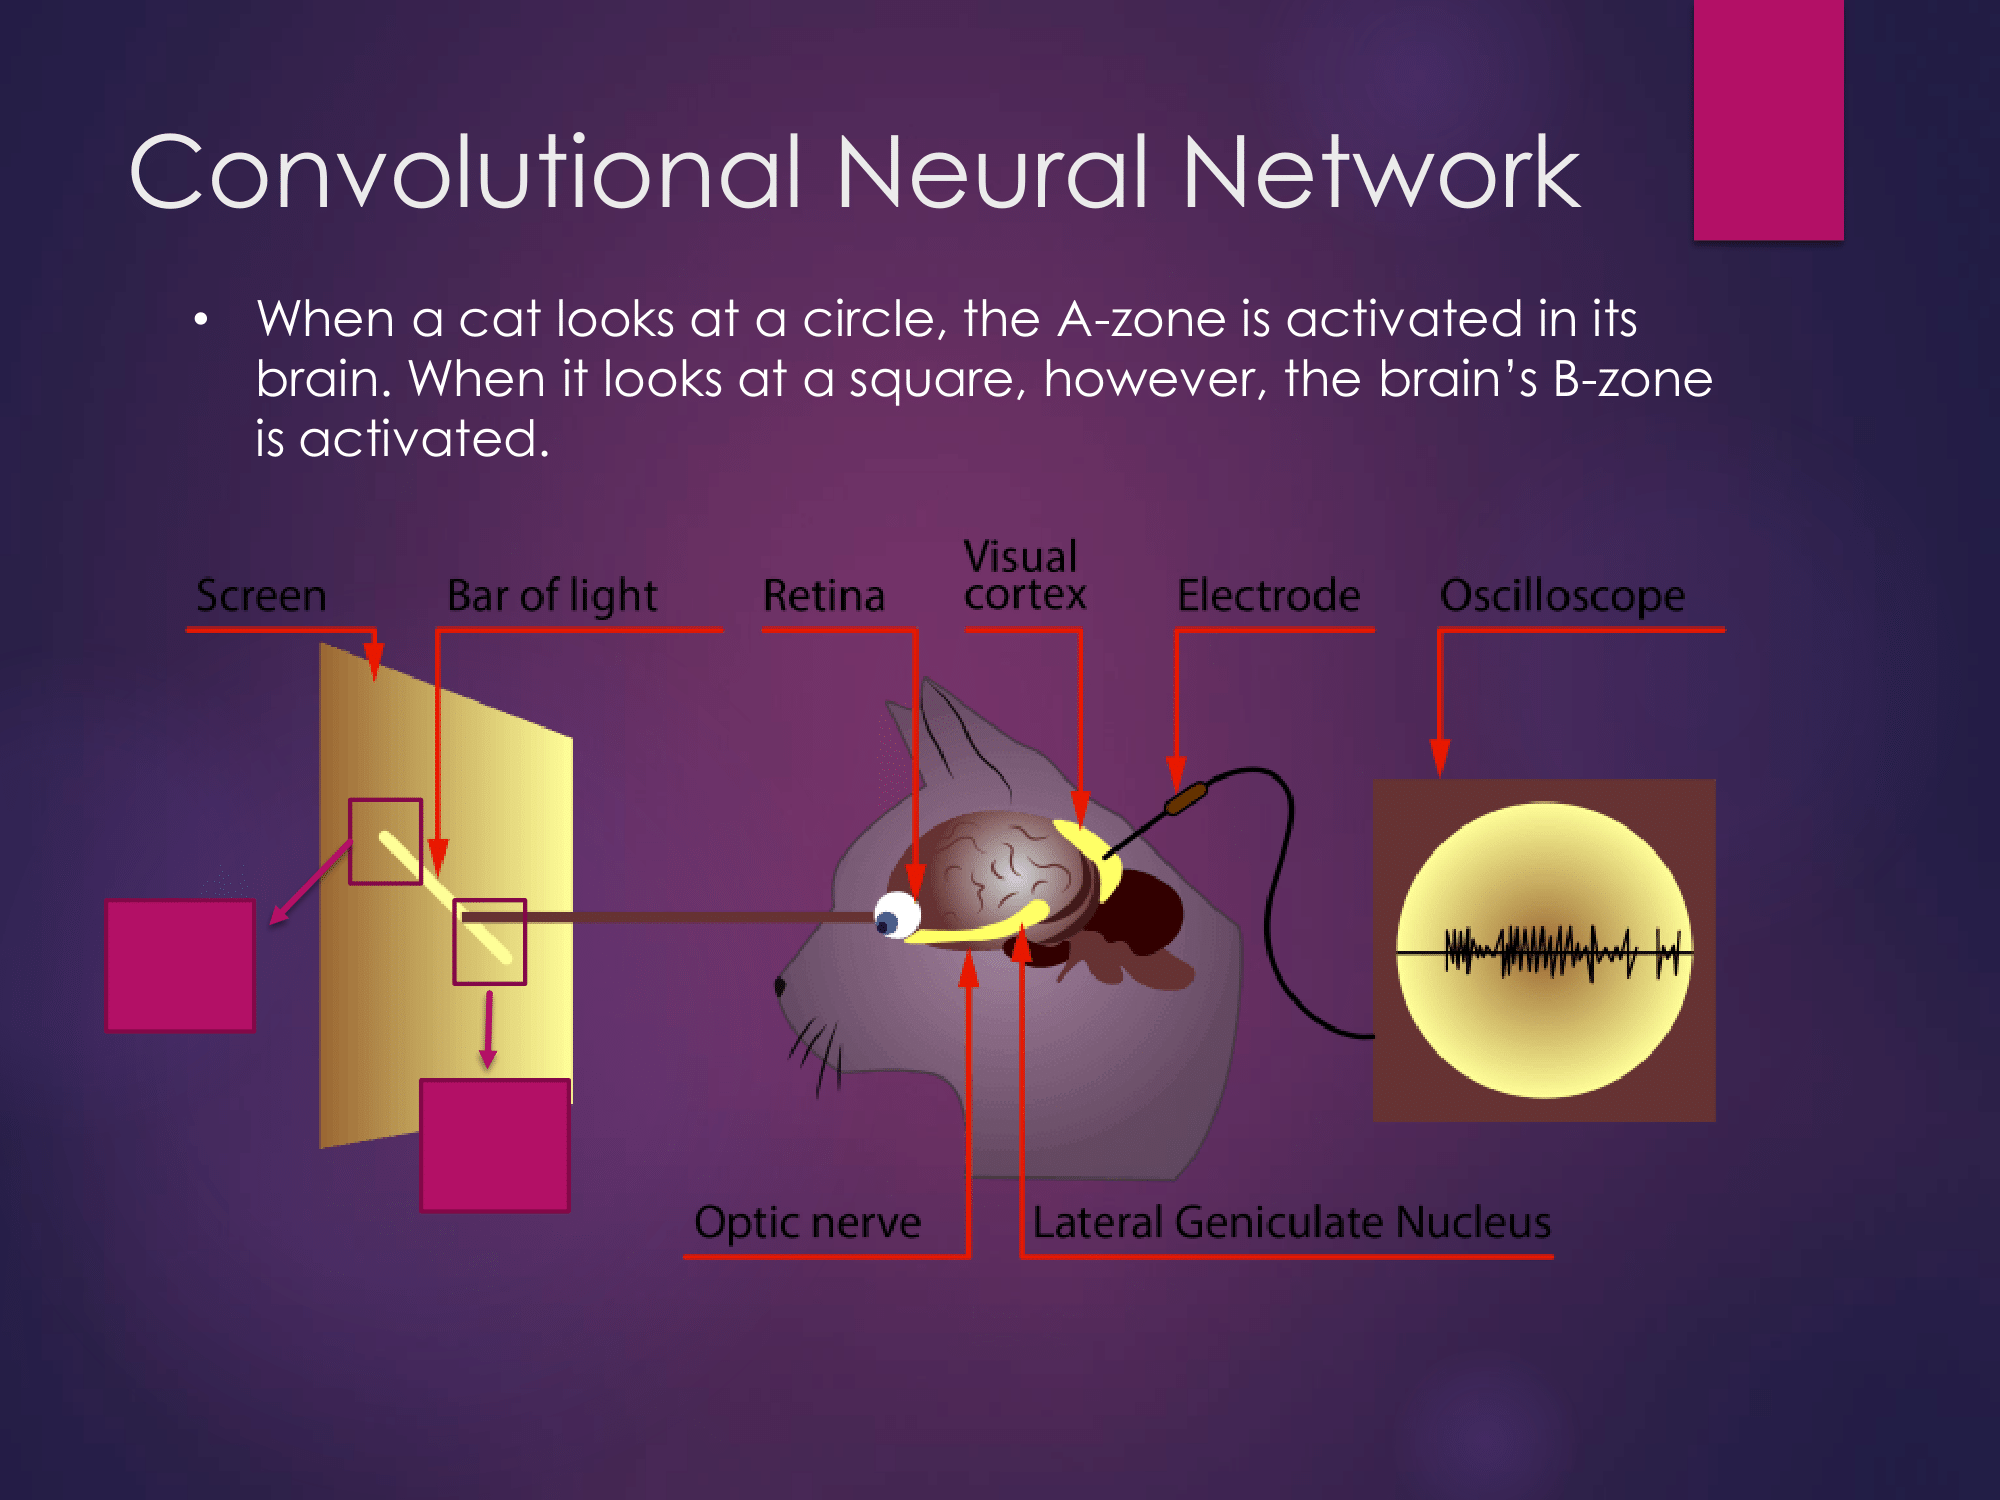 Convolutional Neural Network
• When a cat looks at a circle, the A-zone is activated in its
brain. When it looks at a square, however, the brain’s B-zone
is activated.
Screen
Bar of light
Retina
Visual
cortex
Electrode
Oscilloscope
Optic nerve
Lateral Geniculate Nucleus